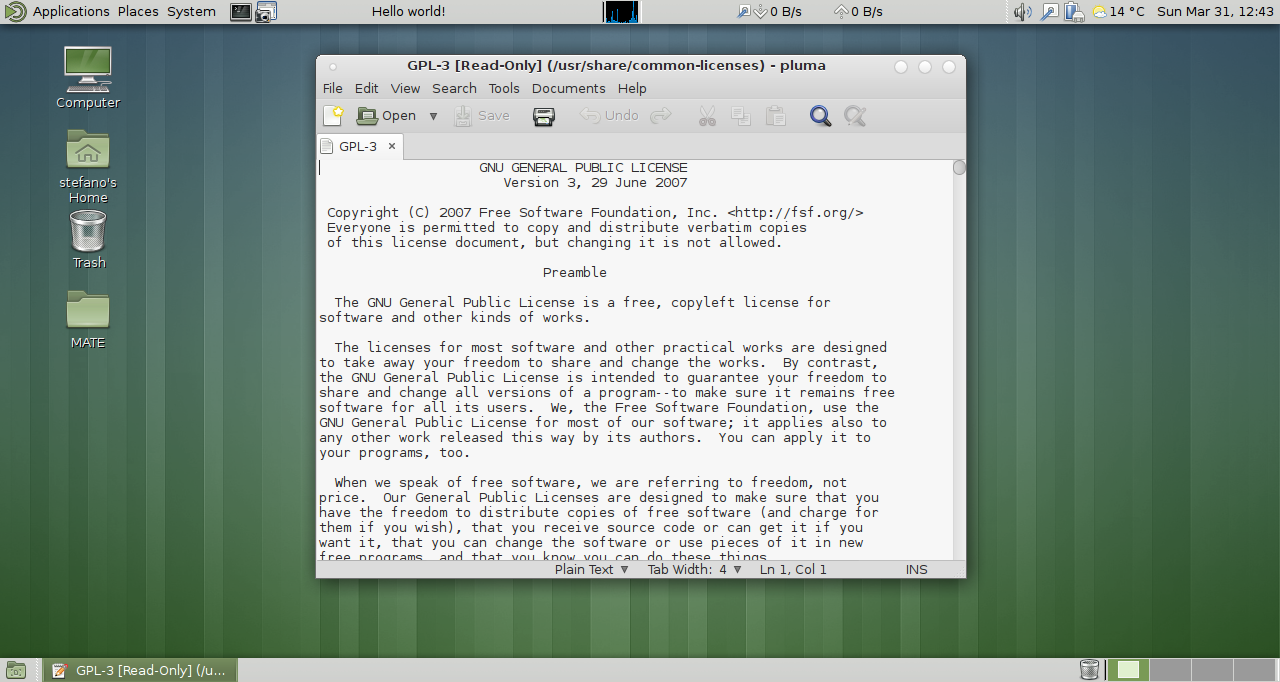 Applications Places System Hello world! 0 B/s 0 B/s 14 °C Sun Mar 31, 12:43
Computer
stefano's
Home
Trash
MATE
GPL-3 [Read-Only] (/usr/share/common-licenses) - pluma
File Edit View Search Tools Documents Help
Open Save Undo
GPL-3
GNU GENERAL PUBLIC LICENSE
Version 3, 29 June 2007
Copyright (C) 2007 Free Software Foundation, Inc. <http://fsf.org/>
Everyone is permitted to copy and distribute verbatim copies
of this license document, but changing it is not allowed.
Preamble
The GNU General Public License is a free, copyleft license for
software and other kinds of works.
The licenses for most software and other practical works are designed
to take away your freedom to share and change the works.  By contrast,
the GNU General Public License is intended to guarantee your freedom to
share and change all versions of a program--to make sure it remains free
software for all its users.  We, the Free Software Foundation, use the
GNU General Public License for most of our software; it applies also to
any other work released this way by its authors.  You can apply it to
your programs, too.
When we speak of free software, we are referring to freedom, not
price.  Our General Public Licenses are designed to make sure that you
have the freedom to distribute copies of free software (and charge for
them if you wish), that you receive source code or can get it if you
want it, that you can change the software or use pieces of it in new
free programs, and that you know you can do these things.
Plain Text Tab Width: 4 Ln 1, Col 1 INS
GPL-3 [Read-Only] (/u...